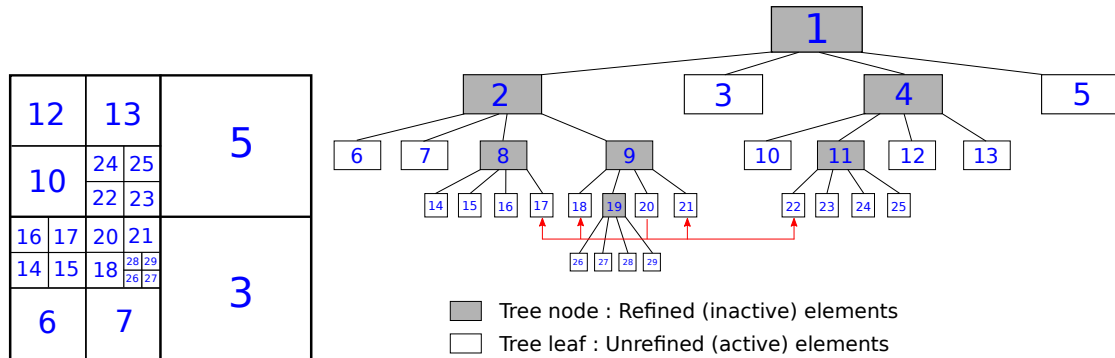 12 13 5
10 24 25
22 23
16 17 20 21
14 15 18 28 29
26 27
6 7 3
1
2 3 4 5
6 7 8 9 10 11 12 13
14 15 16 17 18 19 20 21 22 23 24 25
26 27 28 29
Tree node : Refined (inactive) elements
Tree leaf : Unrefined (active) elements